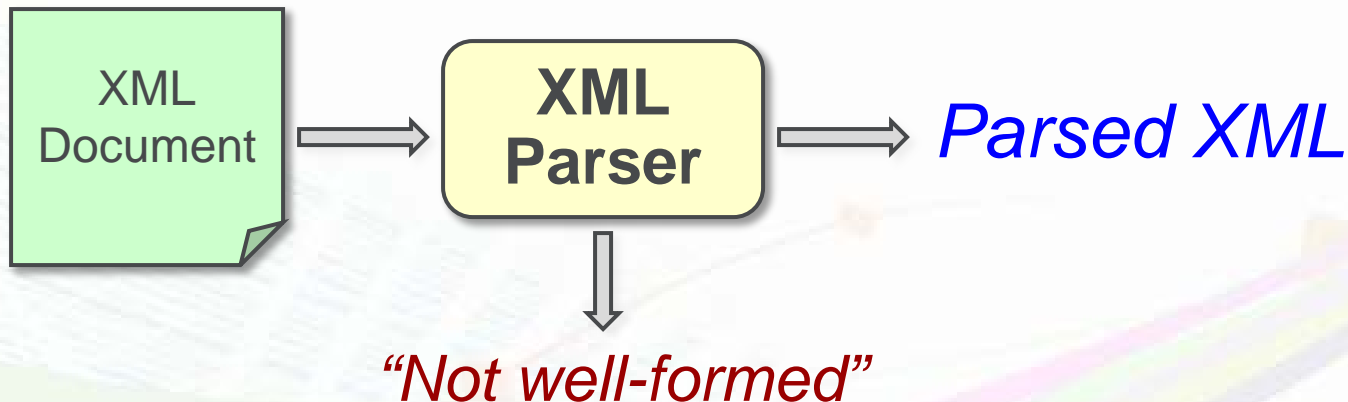 XML
Document
XML
Parser
Parsed XML
“Not well-formed”